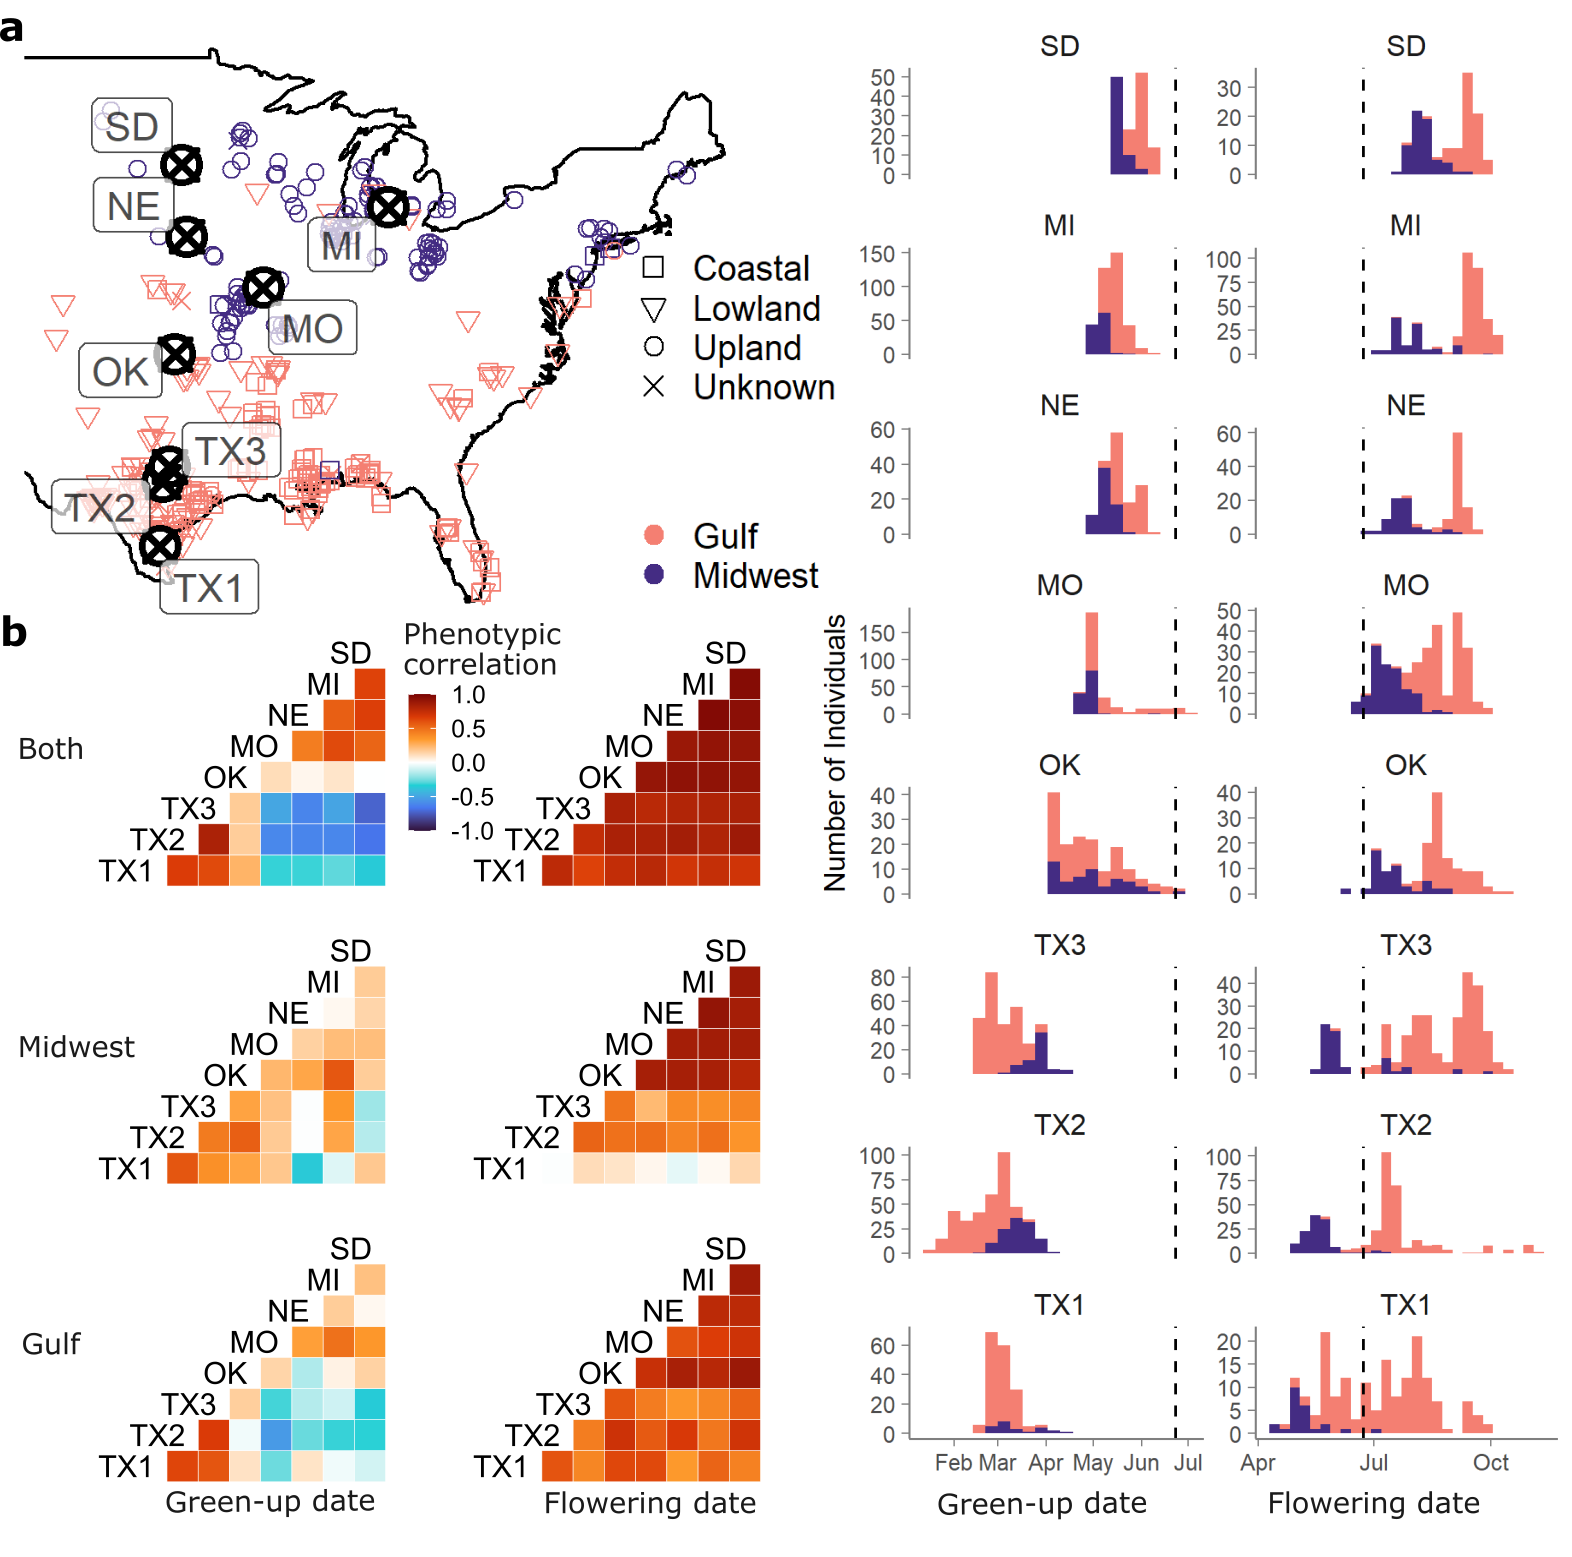 a
SD
NE
MI
MO
OK
TX3
TX2
TX1
Coastal
Lowland
Upland
Unknown
Gulf
Midwest
b
Phenotypic
correlation
1.0
0.5
0.0
-0.5
-1.0
Both
SD
MI
NE
MO
OK
TX3
TX2
TX1
SD
MI
NE
MO
OK
TX3
TX2
TX1
Midwest
SD
MI
NE
MO
OK
TX3
TX2
TX1
SD
MI
NE
MO
OK
TX3
TX2
TX1
Gulf
SD
MI
NE
MO
OK
TX3
TX2
TX1
SD
MI
NE
MO
OK
TX3
TX2
TX1
Green-up date
Flowering date
Number of Individuals
SD
50
40
30
20
10
0
SD
30
20
10
0
MI
150
100
50
0
MI
100
75
50
25
0
NE
60
40
20
0
NE
60
40
20
0
MO
150
100
50
0
MO
50
40
30
20
10
0
OK
40
30
20
10
0
OK
40
30
20
10
0
TX3
80
60
40
20
0
TX3
40
30
20
10
0
TX2
100
75
50
25
0
TX2
100
75
50
25
0
TX1
60
40
20
0
TX1
20
15
10
5
0
Feb Mar Apr May Jun Jul
Apr Jul Oct
Green-up date
Flowering date